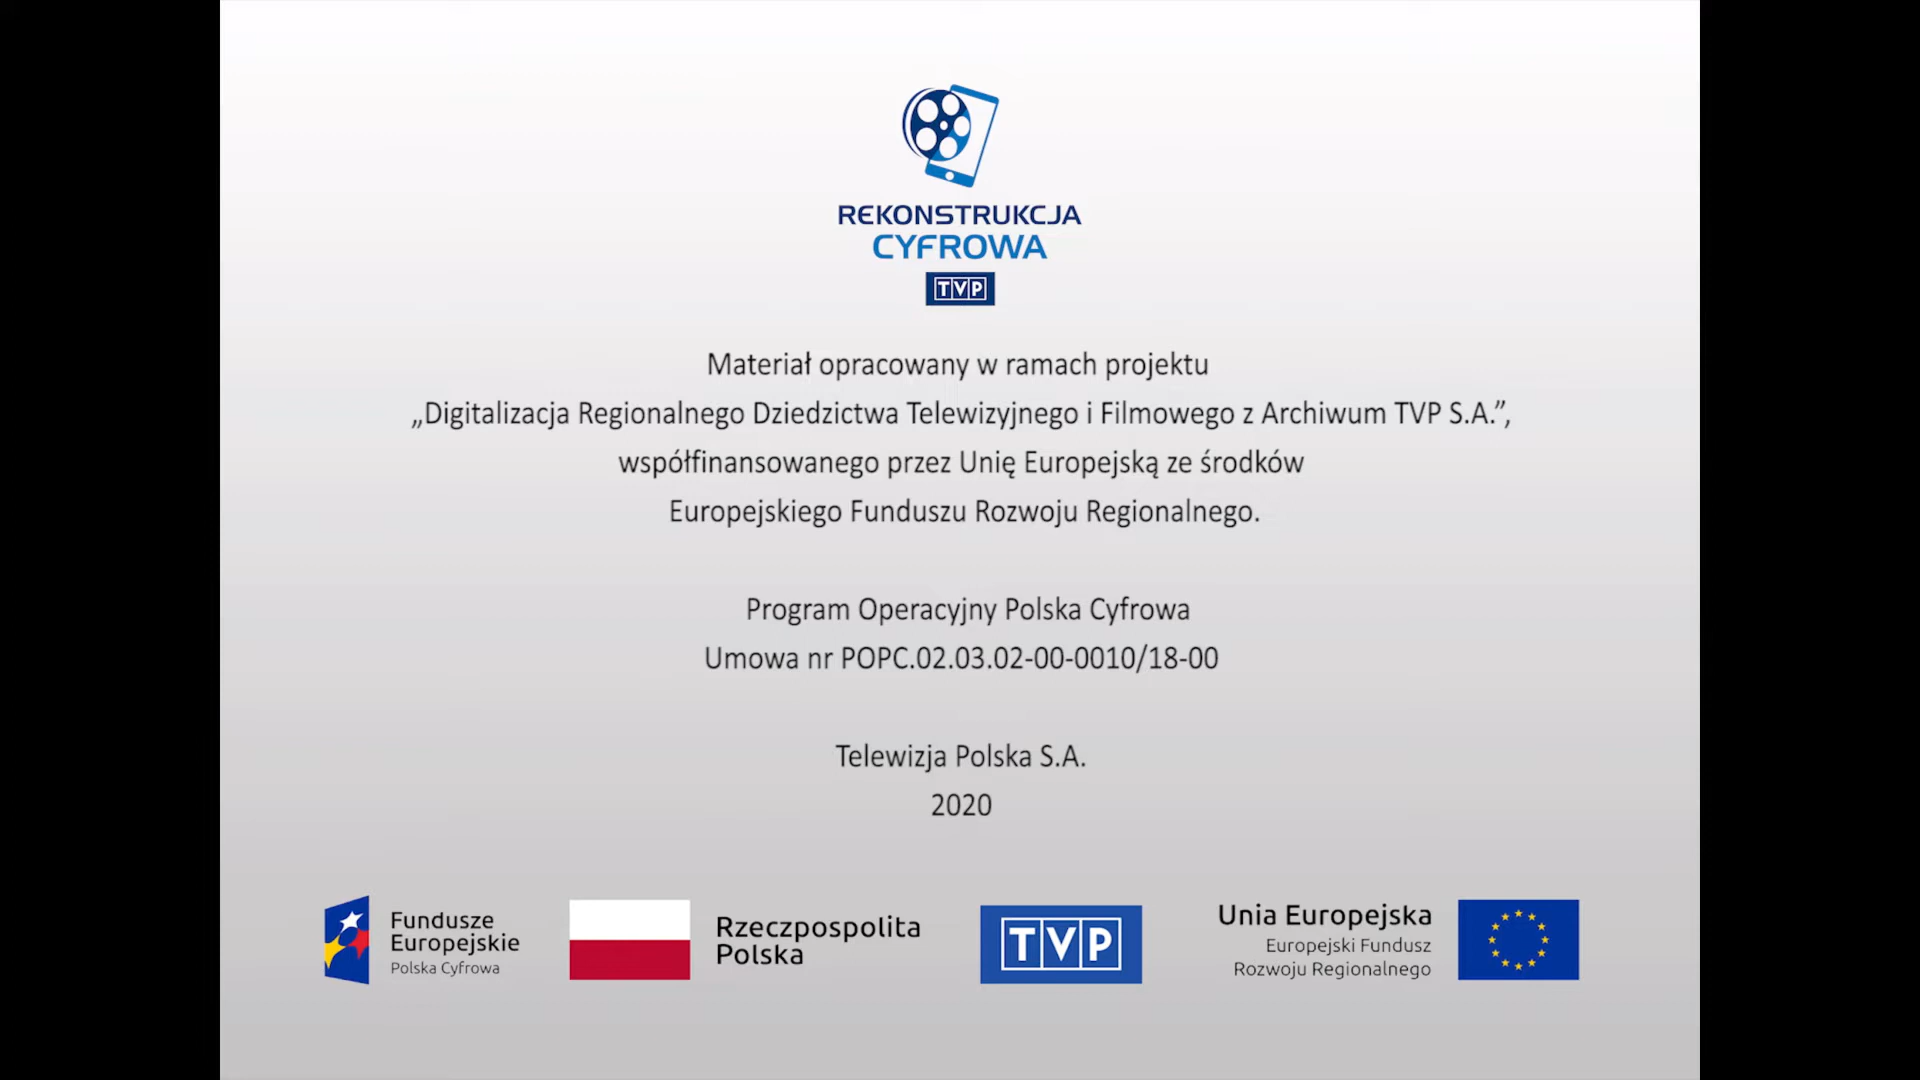 REKONSTRUKCJA
CYFROWA
TVP
Materiał opracowany w ramach projektu
„Digitalizacja Regionalnego Dziedzictwa Telewizyjnego i Filmowego z Archiwum TVP S.A.”,
współfinansowanego przez Unię Europejską ze środków
Europejskiego Funduszu Rozwoju Regionalnego.
Program Operacyjny Polska Cyfrowa
Umowa nr POPC.02.03.02-00-0010/18-00
Telewizja Polska S.A.
2020
Fundusze
Europejskie
Polska Cyfrowa
Rzeczpospolita
Polska
TVP
Unia Europejska
Europejski Fundusz
Rozwoju Regionalnego